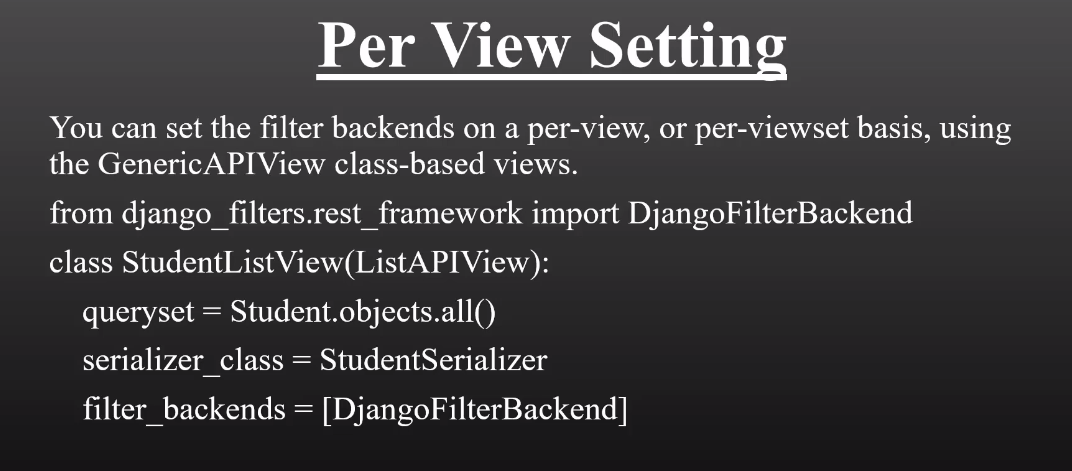 Per View Setting
You can set the filter backends on a per-view, or per-viewset basis, using
the GenericAPIView class-based views.
from django_filters.rest_framework import DjangoFilterBackend
class StudentListView(ListAPIView):
queryset = Student.objects.all()
serializer_class = StudentSerializer
filter_backends = [DjangoFilterBackend]